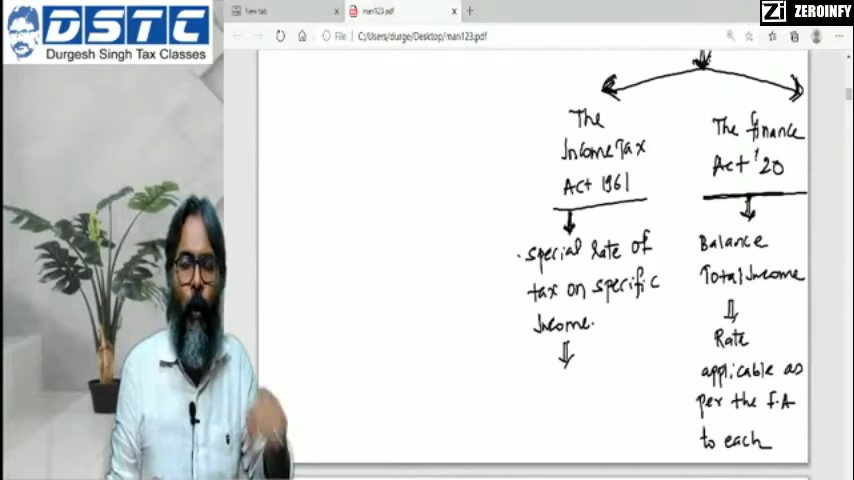 DSTC
Durgesh Singh Tax Classes
New tab
man123.pdf
File
C:/Users/durge/Desktop/man123.pdf
Zi ZEROINFY
The
Income Tax
Act 1961
· special rate of
tax on specific
Income.
The finance
Act '20
Balance
Total Income
Rate
applicable as
per the F.A
to each